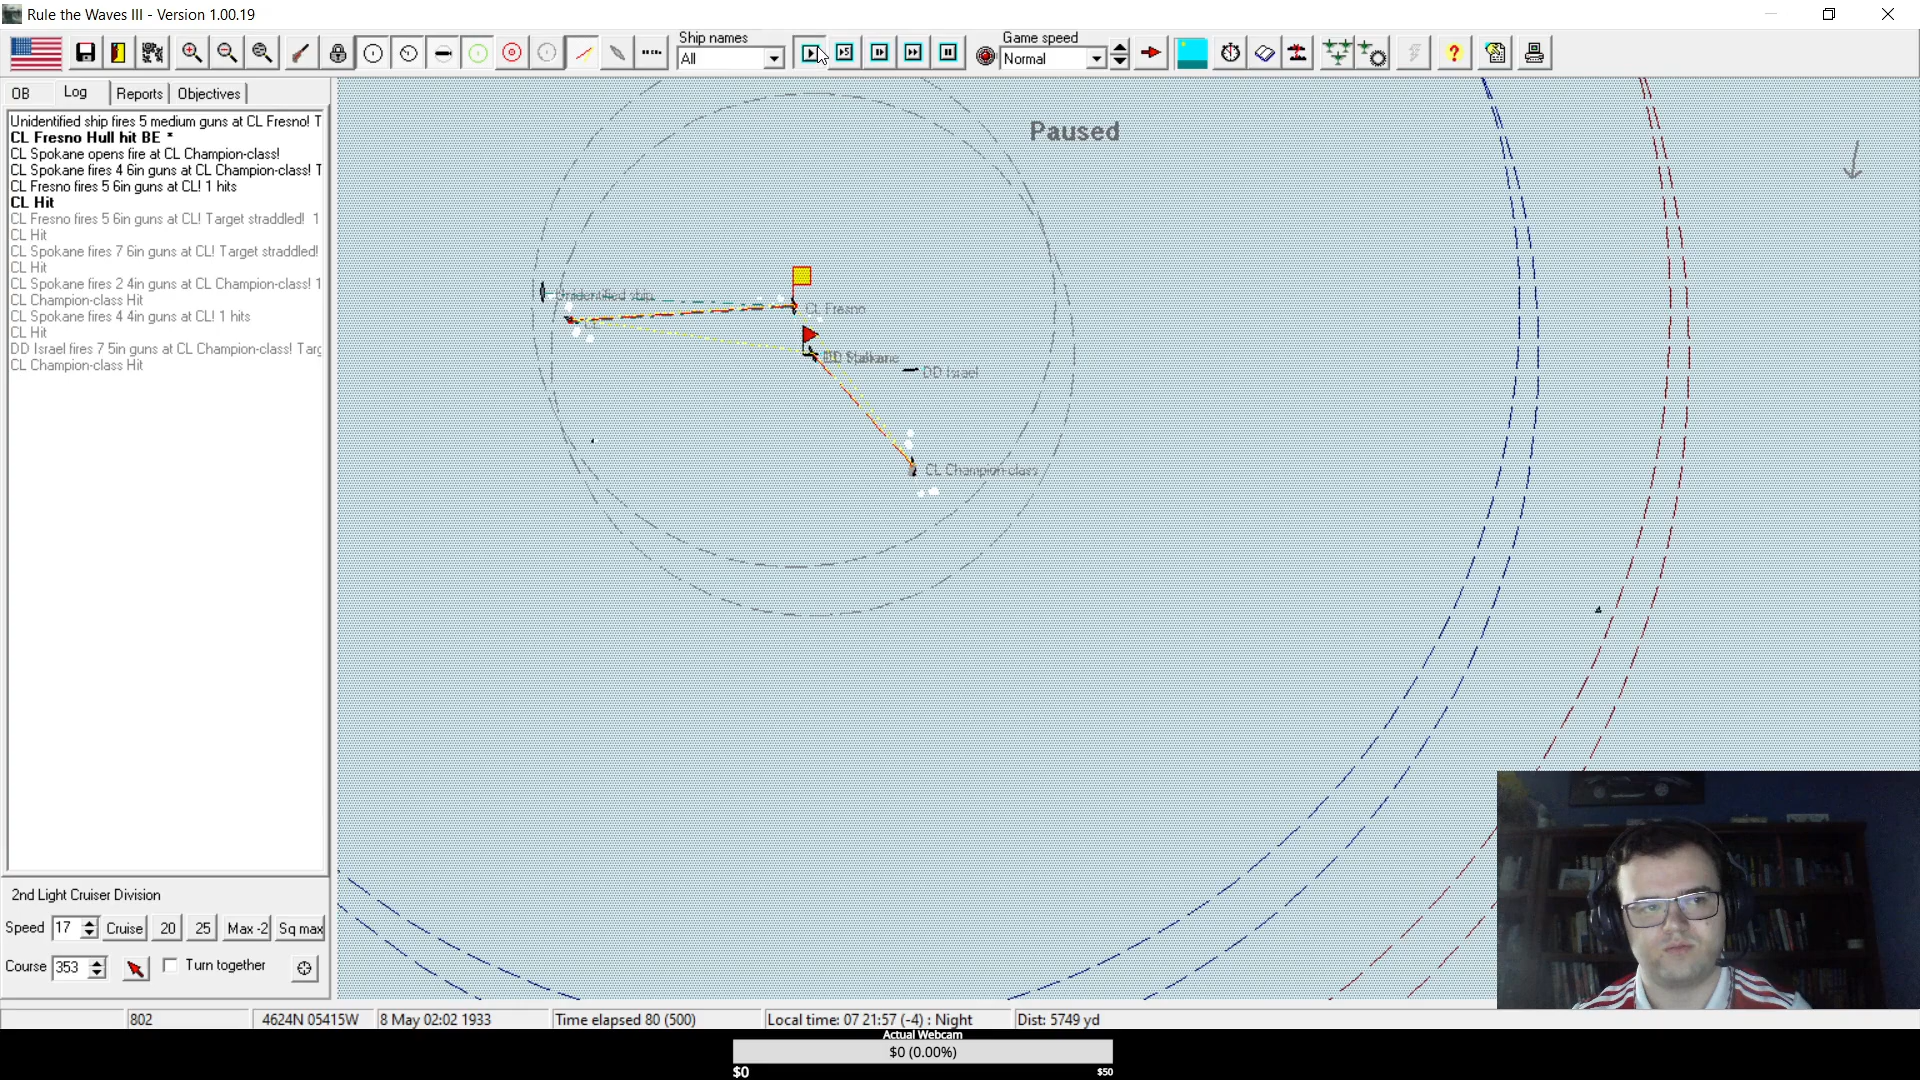 Rule the Waves III - Version 1.00.19
Ship names
All
Game speed
Normal
OB
Log
Reports
Objectives
Unidentified ship fires 5 medium guns at CL Fresno! T
CL Fresno Hull hit BE *
CL Spokane opens fire at CL Champion-class!
CL Spokane fires 4 6in guns at CL Champion-class! T
CL Fresno fires 5 6in guns at CL! 1 hits
CL Hit
CL Fresno fires 5 6in guns at CL! Target straddled! 1
CL Hit
CL Spokane fires 7 6in guns at CL! Target straddled!
CL Hit
CL Spokane fires 2 4in guns at CL Champion-class! 1
CL Champion-class Hit
CL Spokane fires 4 4in guns at CL! 1 hits
CL Hit
DD Israel fires 7 5in guns at CL Champion-class! Targ
CL Champion-class Hit
Paused
Unidentified ship
CL
CL Fresno
DD Israel
CL Champion-class
2nd Light Cruiser Division
Speed 17 Cruise 20 25 Max -2 Sq max
Course 353 Turn together
802
4624N 05415W
8 May 02:02 1933
Time elapsed 80 (500)
Local time: 07 21:57 (-4) : Night
Dist: 5749 yd
Actual Webcam
$0 (0.00%)
$0
$50